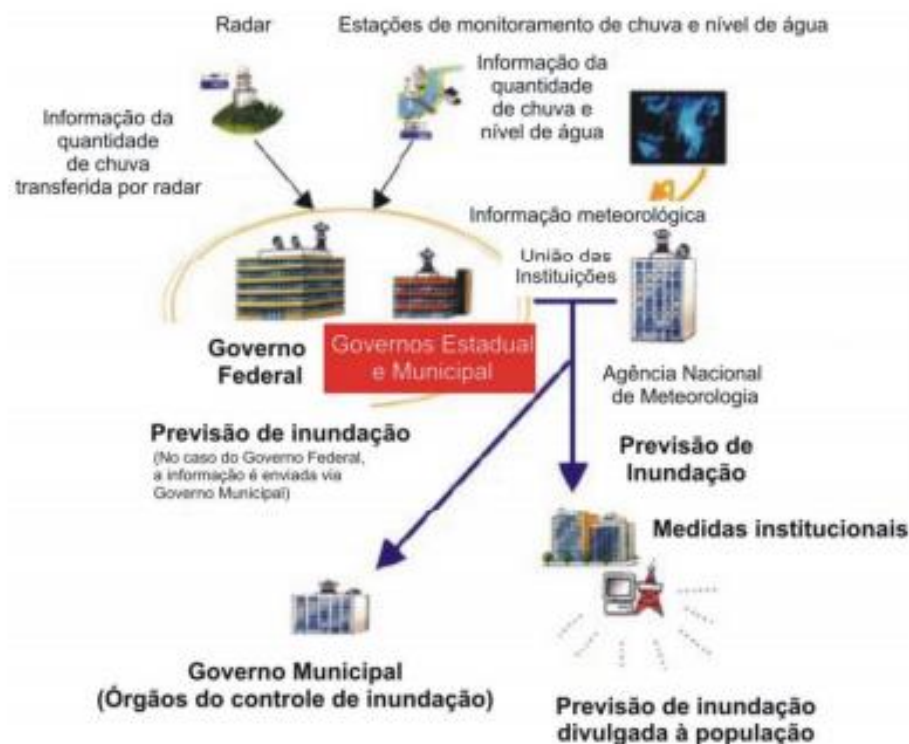 Radar
Estações de monitoramento de chuva e nível de água
Informação da
quantidade
de chuva
transferida por radar
Informação da
quantidade
de chuva e
nível de água
Informação meteorológica
União das
Instituições
Governo
Federal
Governos Estadual
e Municipal
Agência Nacional
de Meteorologia
Previsão de inundação
(No caso do Governo Federal,
a informação é enviada via
Governo Municipal)
Previsão de
Inundação
Medidas institucionais
Governo Municipal
(Órgãos do controle de inundação)
Previsão de inundação
divulgada à população